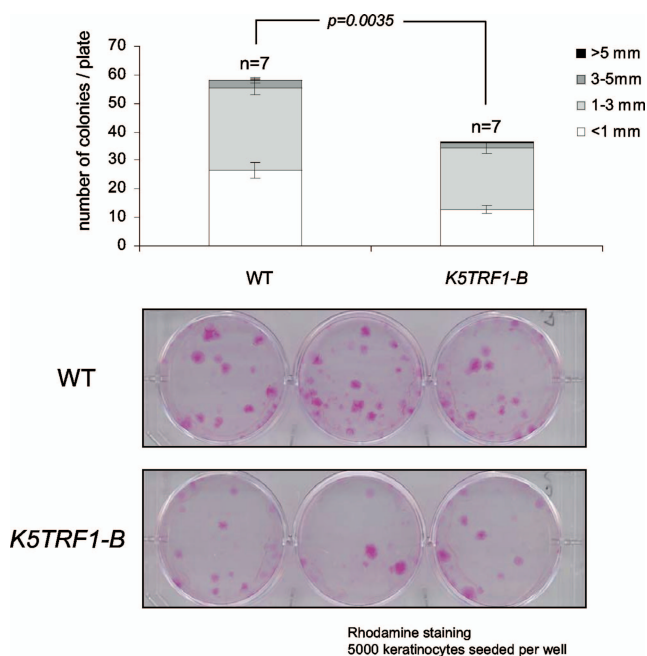 p=0.0035
number of colonies / plate
70
60
50
40
30
20
10
0
n=7
n=7
>5 mm
3-5mm
1-3 mm
<1 mm
WT
K5TRF1-B
WT
K5TRF1-B
Rhodamine staining
5000 keratinocytes seeded per well